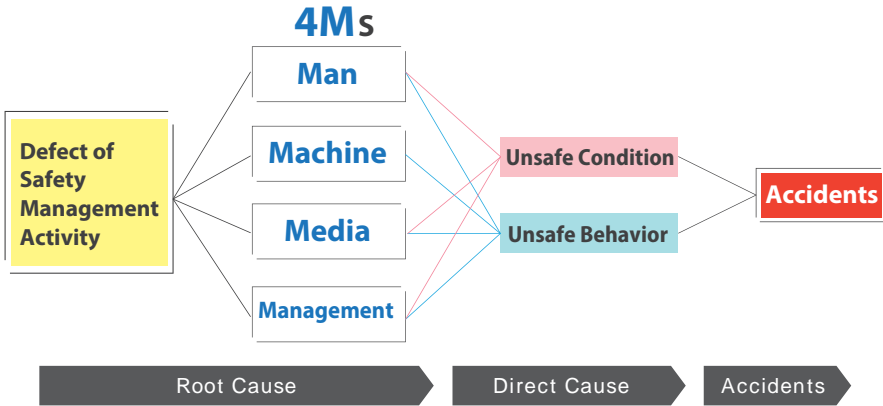 4Ms
Man
Machine
Media
Management
Defect of
Safety
Management
Activity
Unsafe Condition
Unsafe Behavior
Accidents
Root Cause
Direct Cause
Accidents